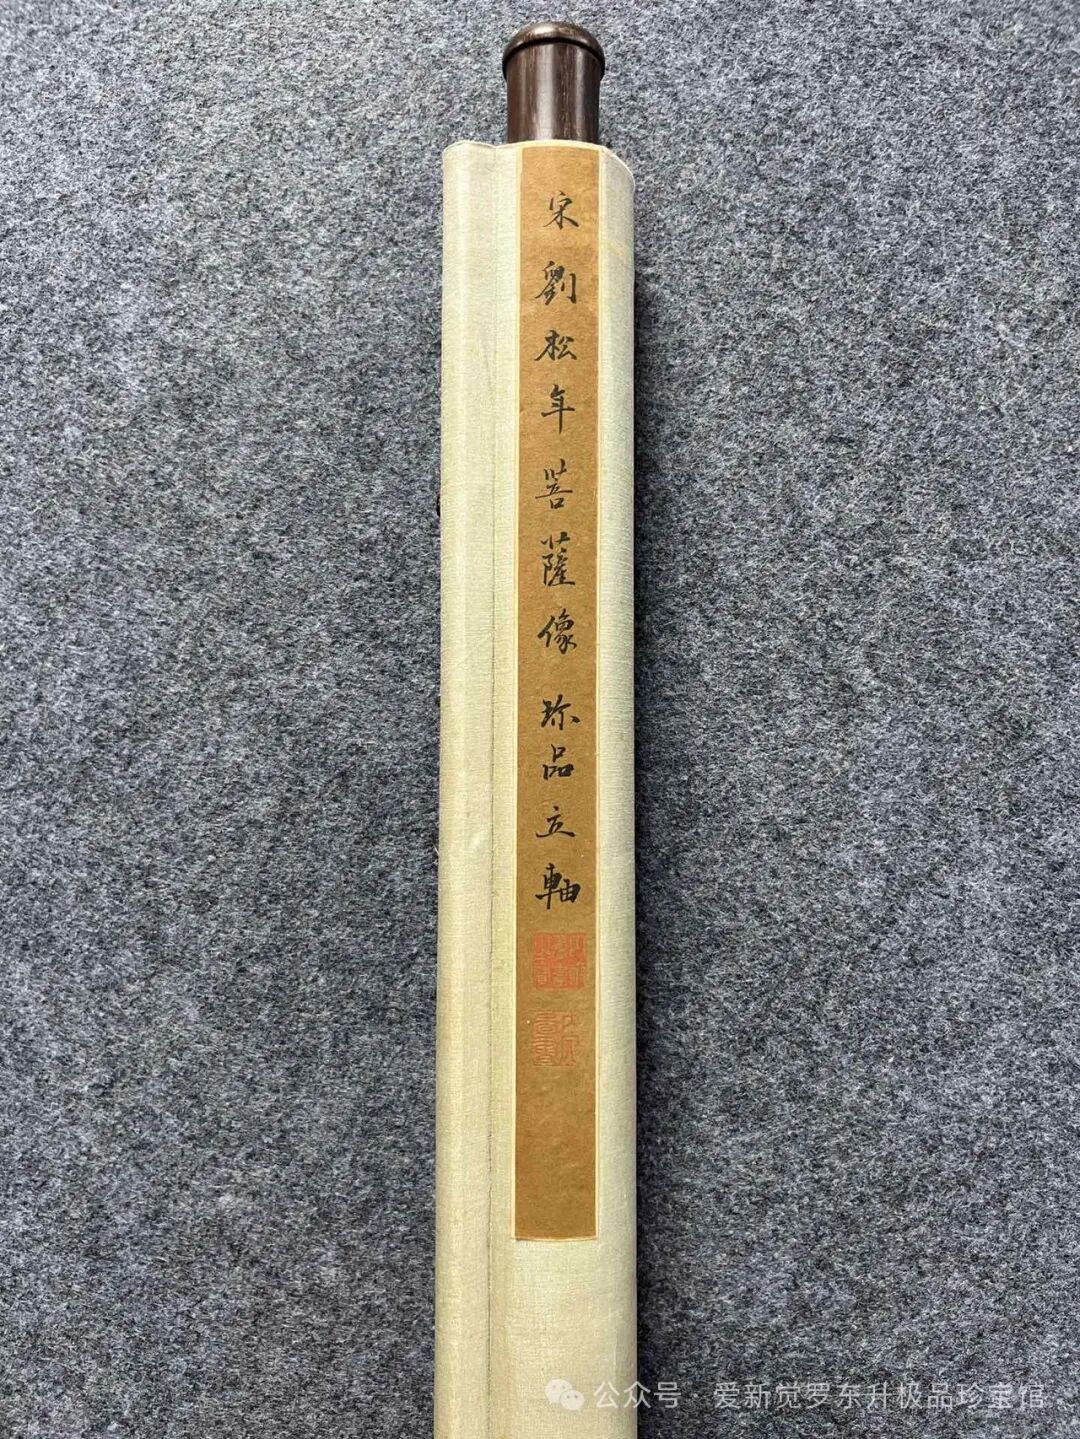 宋劉松年菩薩像珎品立軸
公众号 · 爱新觉罗东升极品珍宝馆